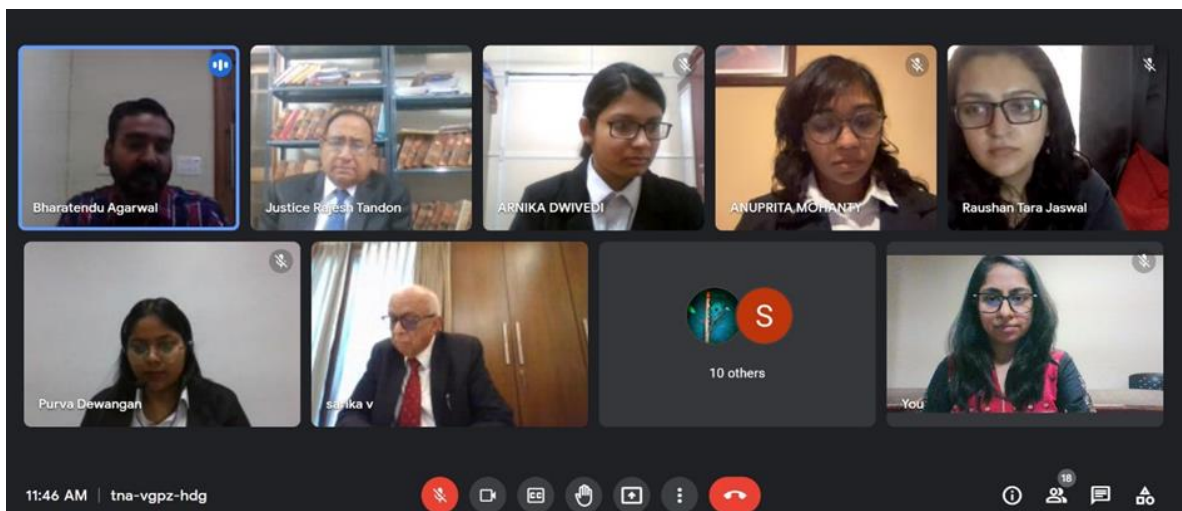 Bharatendu Agarwal
Justice Rajesh Tandon
ARNIKA DWIVEDI
ANUPRITA MOHANTY
Raushan Tara Jaswal
Purva Dewangan
sarika v
S
10 others
You
11:46 AM | tna-vgpz-hdg
CC
18